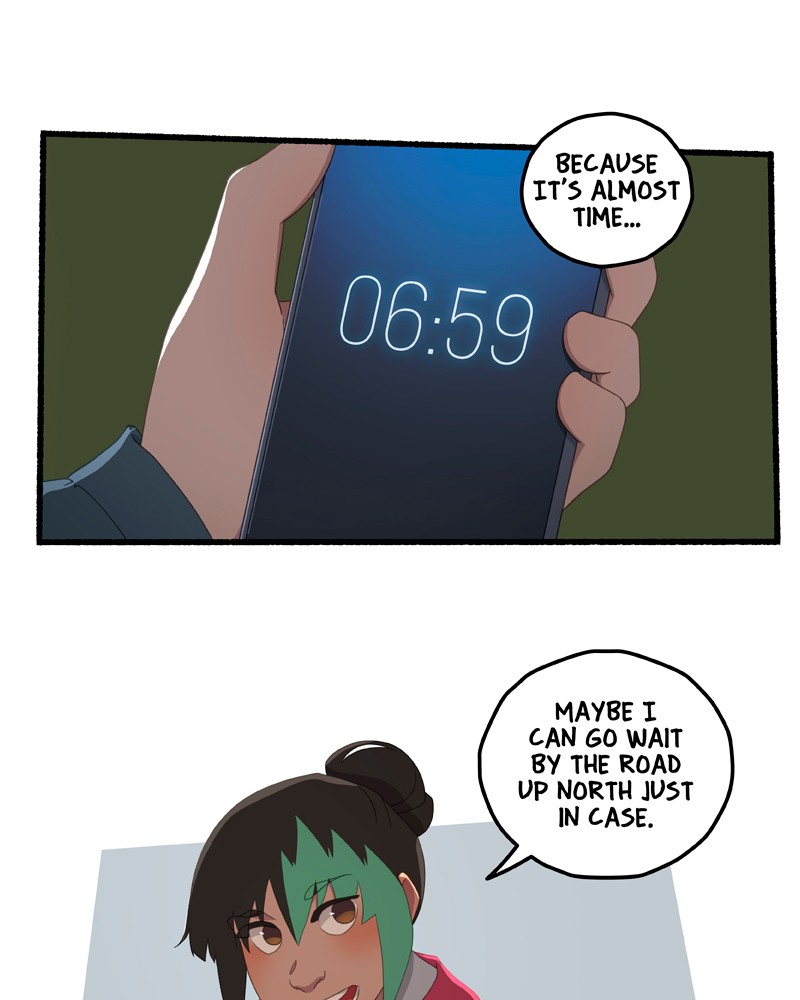 BECAUSE
IT'S ALMOST
TIME...
06:59
MAYBE I
CAN GO WAIT
BY THE ROAD
UP NORTH JUST
IN CASE.